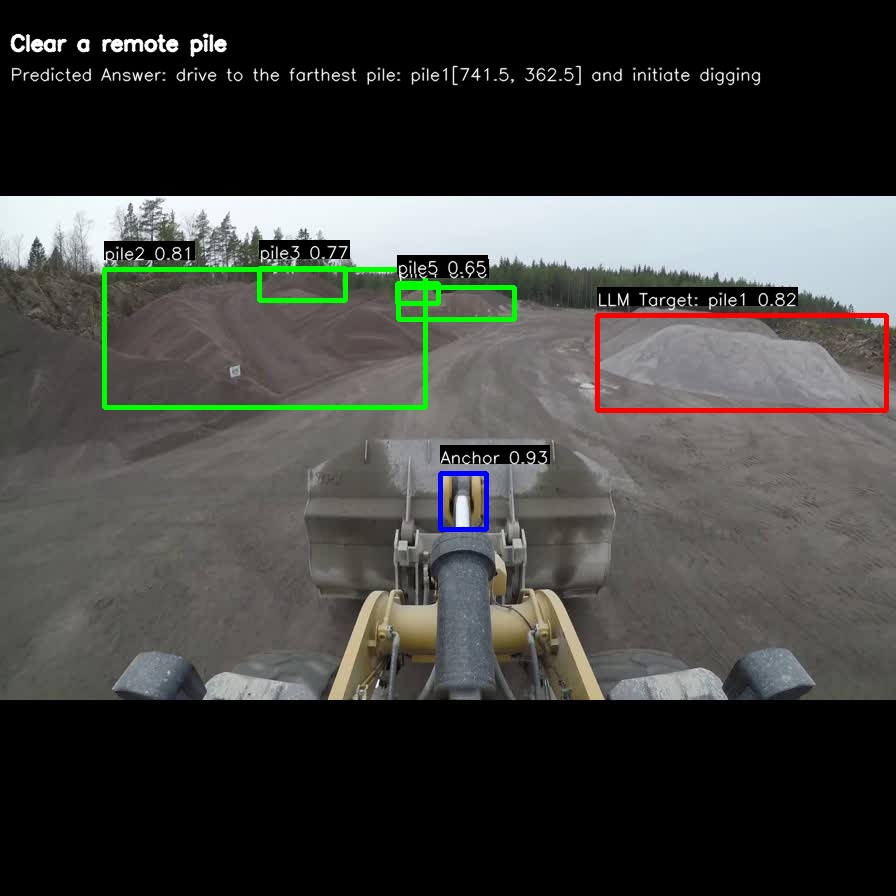 Clear a remote pile
Predicted Answer: drive to the farthest pile: pile1[741.5, 362.5] and initiate digging
pile2 0.81
pile3 0.77
pile5 0.65
LLM Target: pile1 0.82
Anchor 0.93